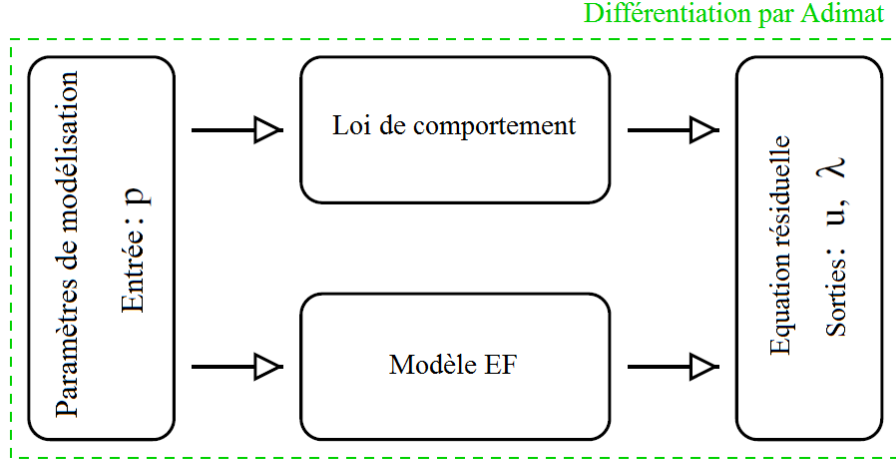 Différentiation par Adimat
Paramètres de modélisation
Entrée : p
Loi de comportement
Modèle EF
Equation résiduelle
Sorties: u, λ